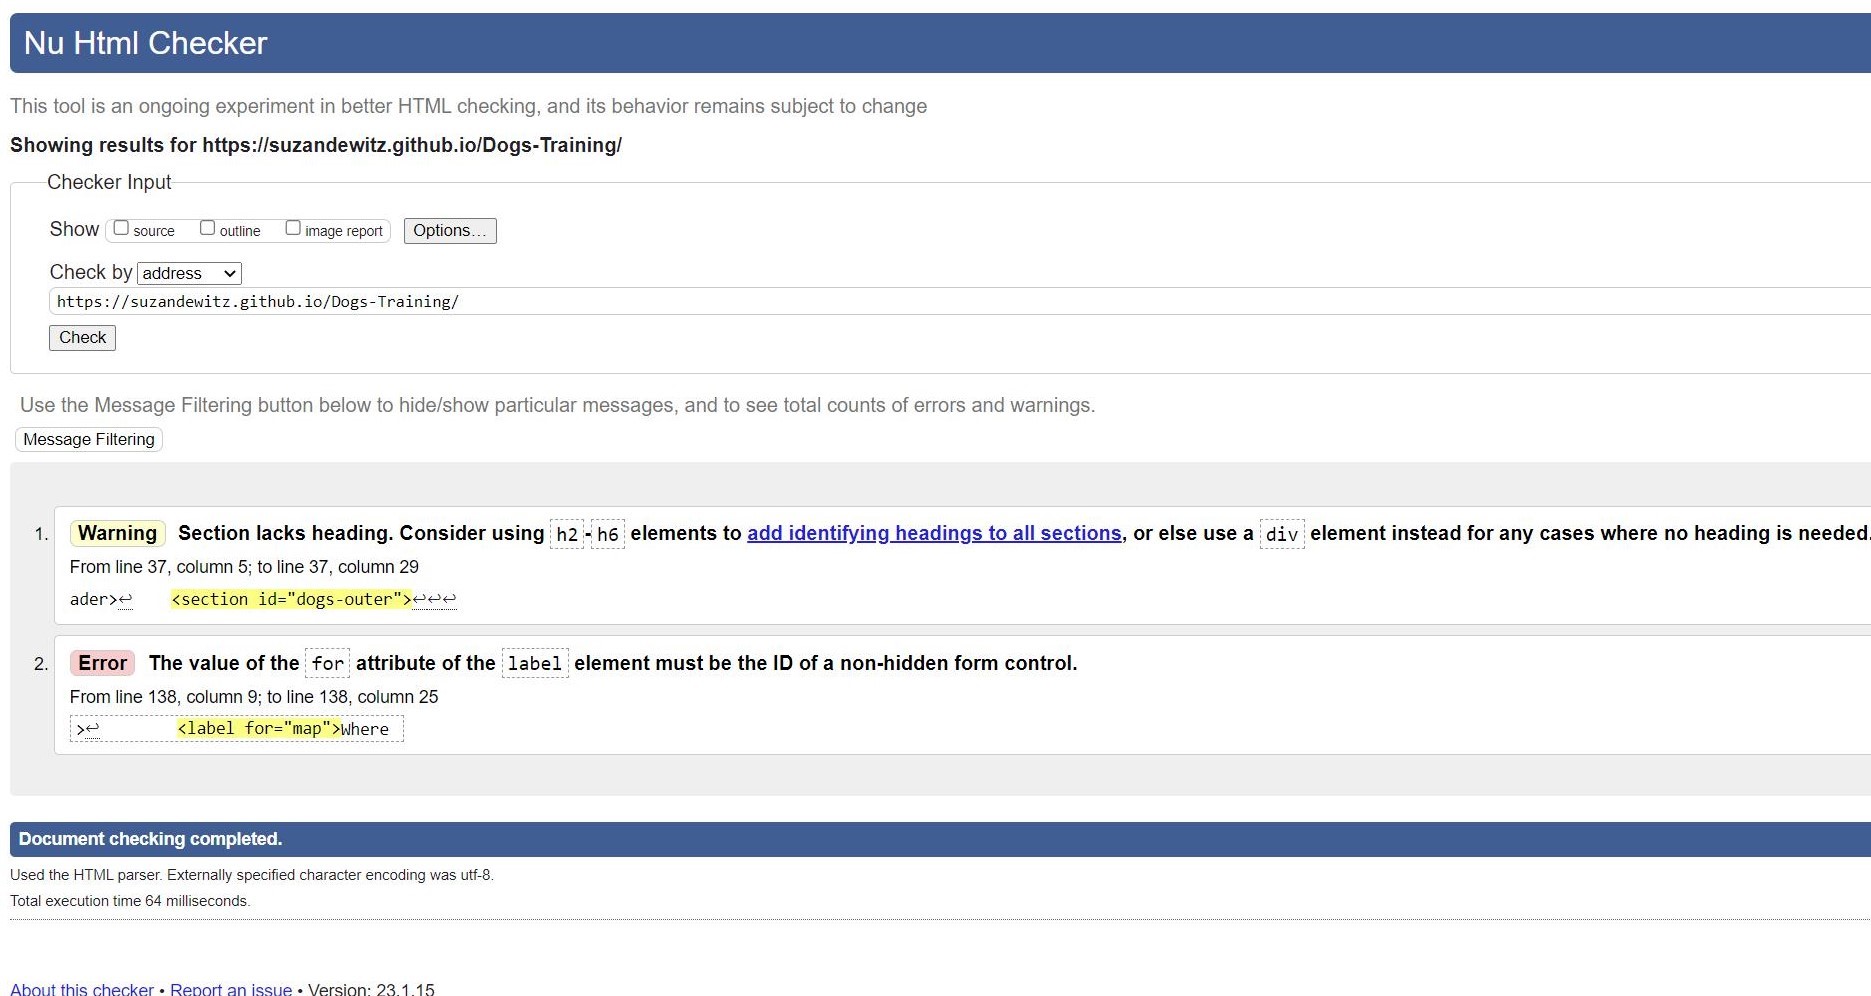 Nu Html Checker
This tool is an ongoing experiment in better HTML checking, and its behavior remains subject to change
Showing results for https://suzandewitz.github.io/Dogs-Training/
Checker Input
Show source outline image report Options...
Check by address
https://suzandewitz.github.io/Dogs-Training/
Check
Use the Message Filtering button below to hide/show particular messages, and to see total counts of errors and warnings.
Message Filtering
1. Warning Section lacks heading. Consider using h2-h6 elements to add identifying headings to all sections, or else use a div element instead for any cases where no heading is needed.
From line 37, column 5; to line 37, column 29
ader>↩ <section id="dogs-outer">↩↩↩
2. Error The value of the for attribute of the label element must be the ID of a non-hidden form control.
From line 138, column 9; to line 138, column 25
>↩ <label for="map">Where
Document checking completed.
Used the HTML parser. Externally specified character encoding was utf-8.
Total execution time 64 milliseconds.
About this checker • Report an issue • Version: 23.1.15